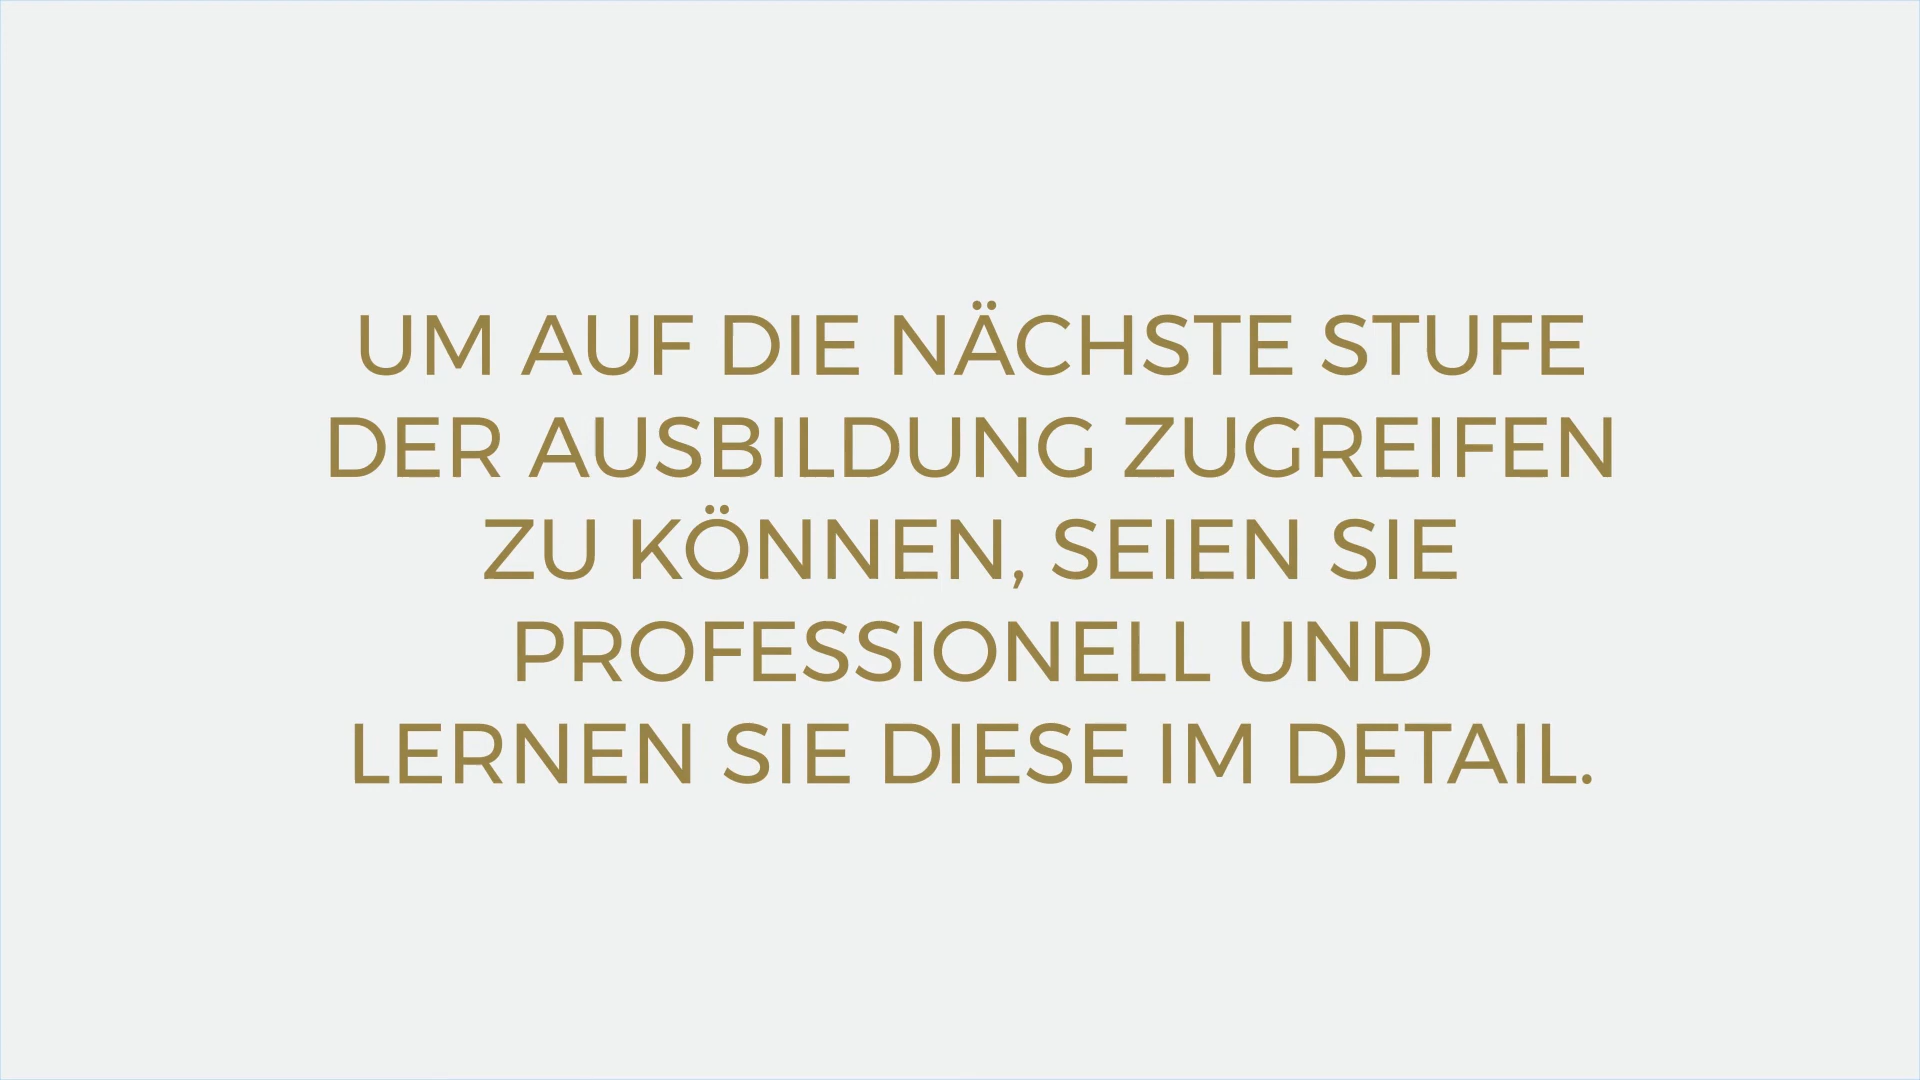 UM AUF DIE NÄCHSTE STUFE
DER AUSBILDUNG ZUGREIFEN
ZU KÖNNEN, SEIEN SIE
PROFESSIONELL UND
LERNEN SIE DIESE IM DETAIL.